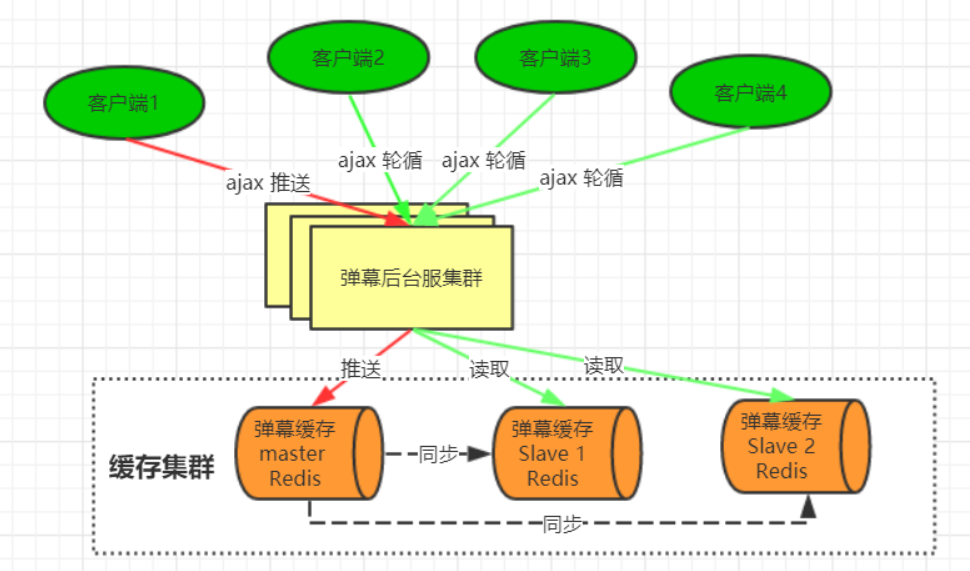 客户端1
客户端2
客户端3
客户端4
ajax 推送
ajax 轮循
ajax 轮循
ajax 轮循
弹幕后台服集群
推送
读取
读取
缓存集群
弹幕缓存
master
Redis
同步
弹幕缓存
Slave 1
Redis
弹幕缓存
Slave 2
Redis
同步